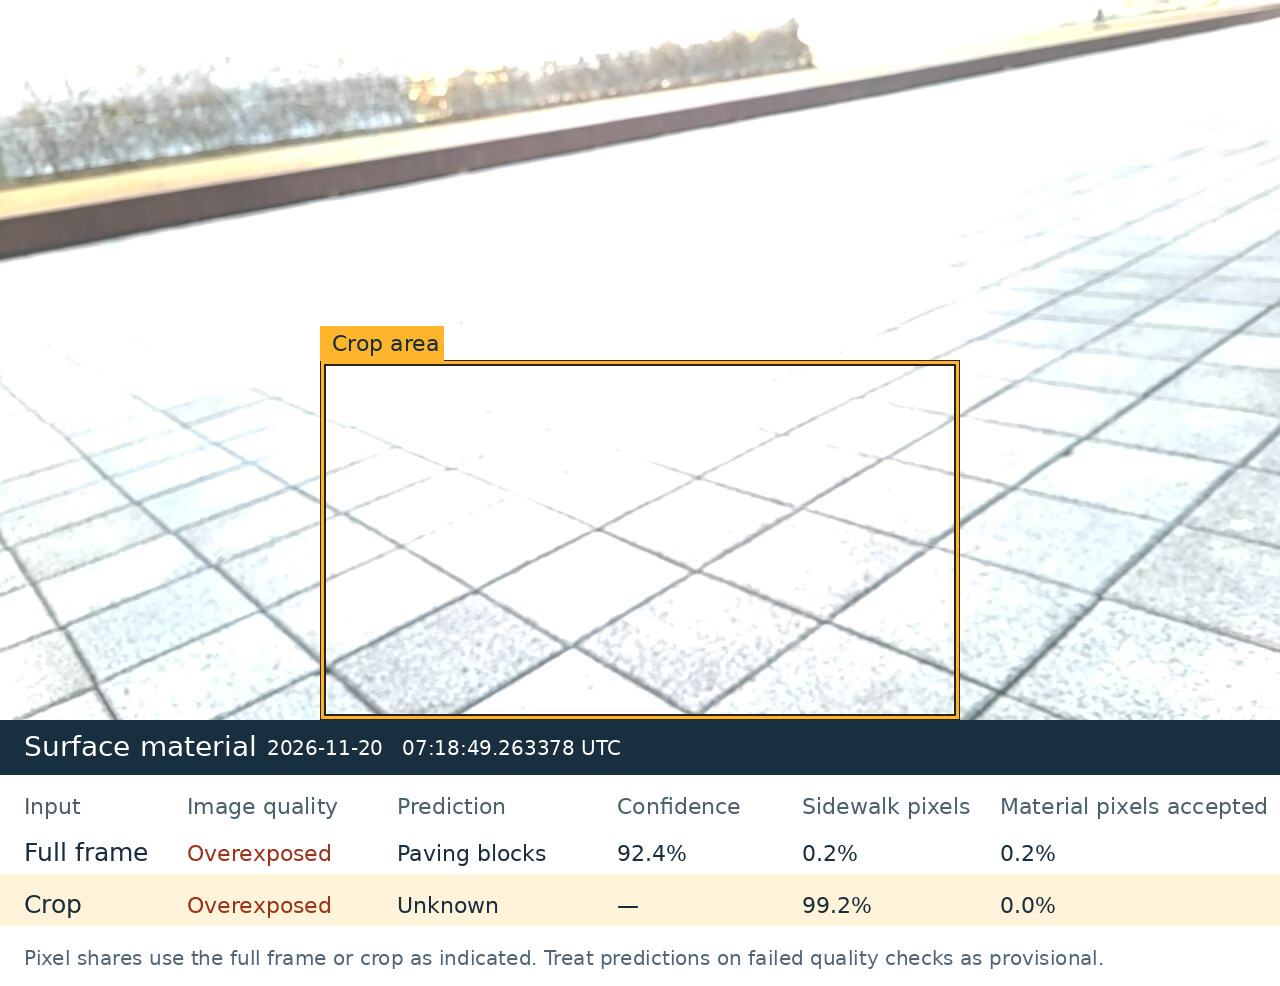 Crop area
Surface material 2026-11-20 07:18:49.263378 UTC
Input Image quality Prediction Confidence Sidewalk pixels Material pixels accepted
Full frame Overexposed Paving blocks 92.4% 0.2% 0.2%
Crop Overexposed Unknown — 99.2% 0.0%
Pixel shares use the full frame or crop as indicated. Treat predictions on failed quality checks as provisional.